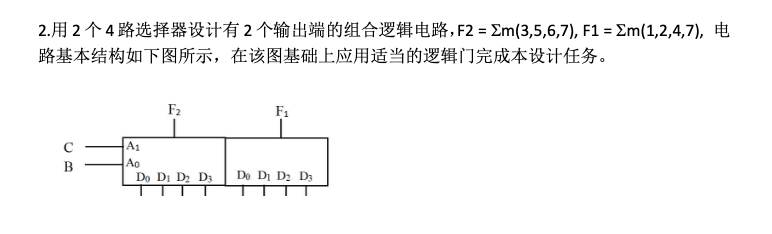 2.用 2 个 4 路选择器设计有 2 个输出端的组合逻辑电路，F2 = Σm(3,5,6,7), F1 = Σm(1,2,4,7)，电
路基本结构如下图所示，在该图基础上应用适当的逻辑门完成本设计任务。
F₂ F₁
C A₁
B A₀
D₀ D₁ D₂ D₃ D₀ D₁ D₂ D₃